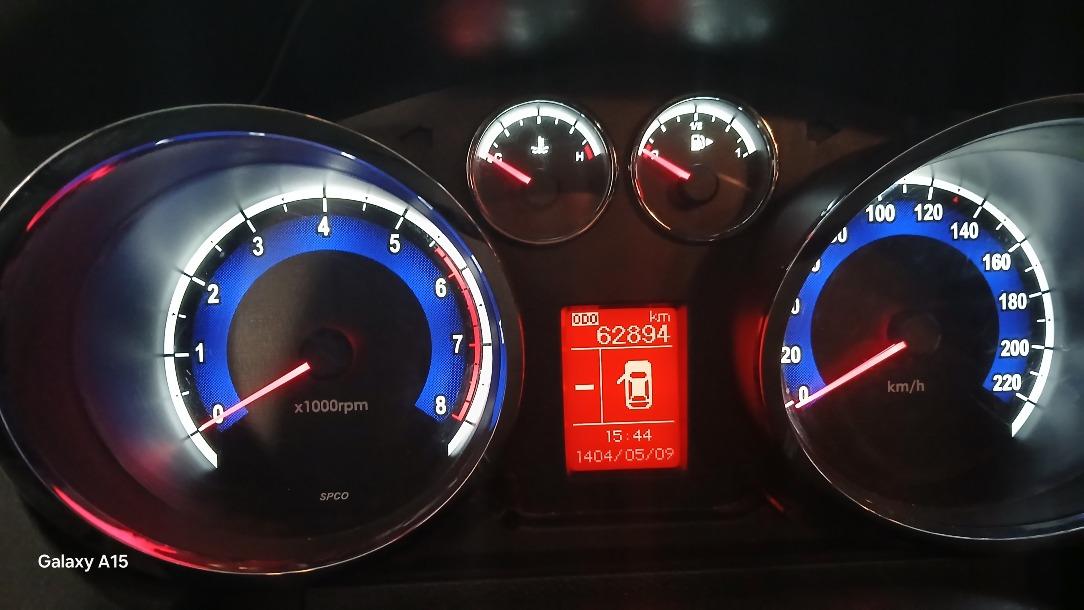 C H
1/2
1
0 1 2 3 4 5 6 7 8
x1000rpm
SPCO
ODO km
62894
15:44
1404/05/09
0 20 100 120 140 160 180 200 220
km/h
Galaxy A15